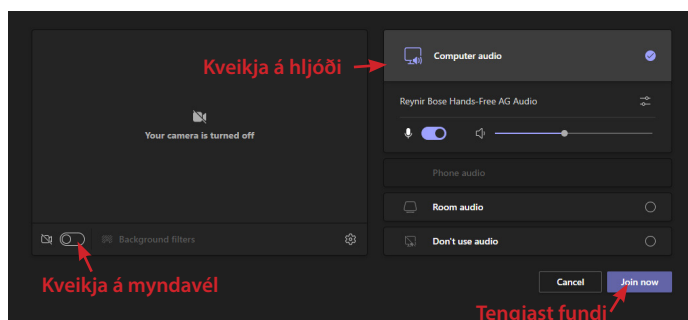 Kveikja á hljóði
Computer audio
Your camera is turned off
Reynir Bose Hands-Free AG Audio
Phone audio
Room audio
Background filters
Don't use audio
Kveikja á myndavél
Cancel
Join now
Tengjast fundi